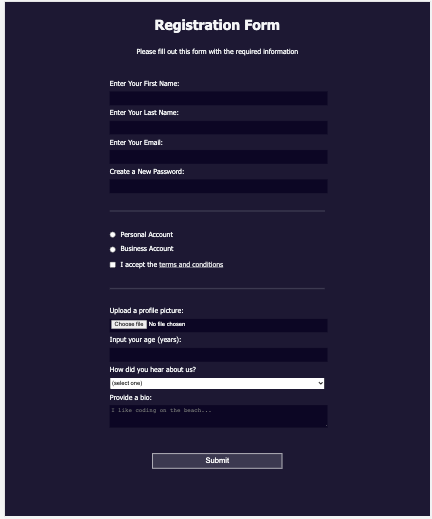 Registration Form
Please fill out this form with the required information
Enter Your First Name:
Enter Your Last Name:
Enter Your Email:
Create a New Password:
Personal Account
Business Account
I accept the terms and conditions
Upload a profile picture:
Choose file No file chosen
Input your age (years):
How did you hear about us?
(select one)
Provide a bio:
I like coding on the beach...
Submit